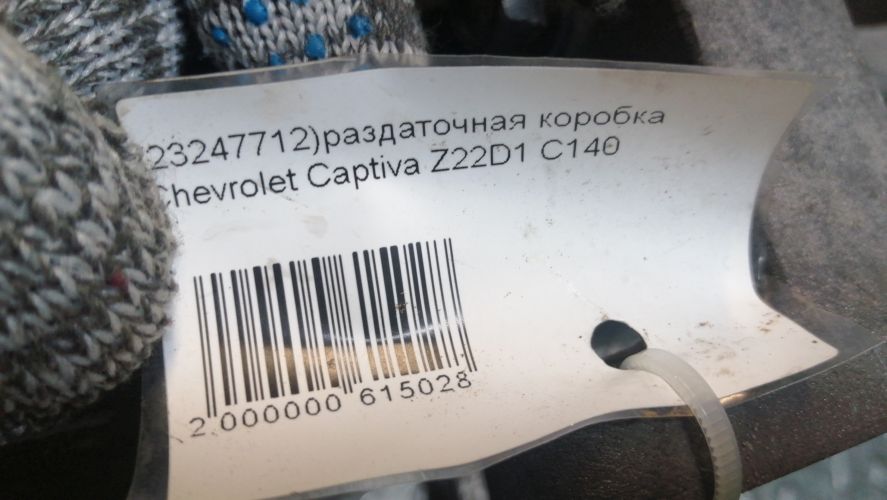 23247712)раздаточная коробка
Chevrolet Captiva Z22D1 C140
2 000000 615028